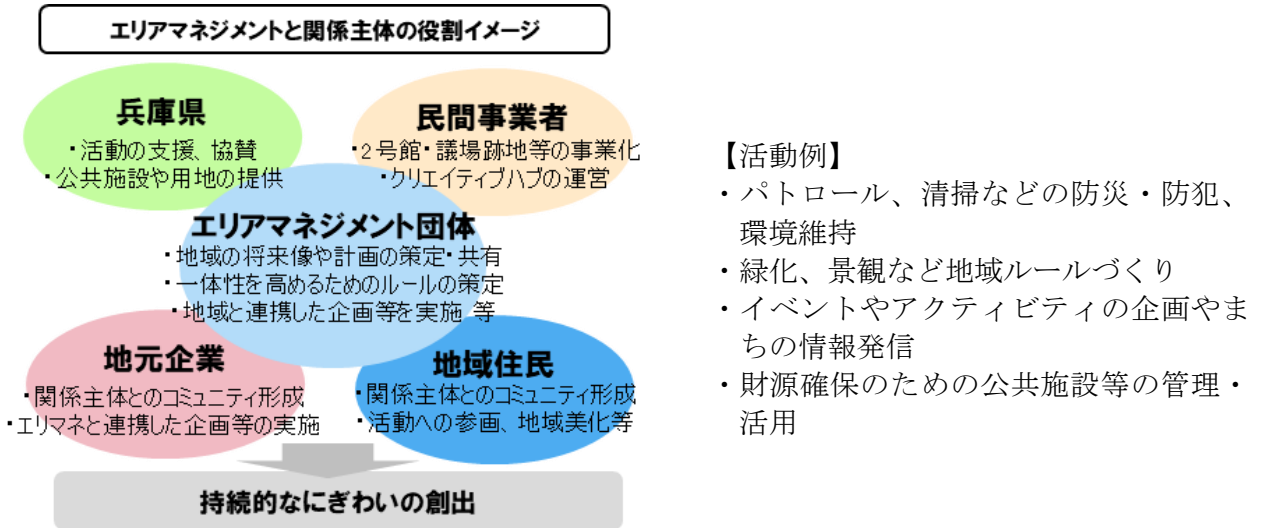 エリアマネジメントと関係主体の役割イメージ
兵庫県
・活動の支援、協賛
・公共施設や用地の提供
民間事業者
・2号館・議場跡地等の事業化
・クリエイティブハブの運営
エリアマネジメント団体
・地域の将来像や計画の策定・共有
・一体性を高めるためのルールの策定
・地域と連携した企画等を実施 等
地元企業
・関係主体とのコミュニティ形成
・エリマネと連携した企画等の実施
地域住民
・関係主体とのコミュニティ形成
・活動への参画、地域美化等
持続的なにぎわいの創出
【活動例】
・パトロール、清掃などの防災・防犯、
環境維持
・緑化、景観など地域ルールづくり
・イベントやアクティビティの企画やま
ちの情報発信
・財源確保のための公共施設等の管理・
活用